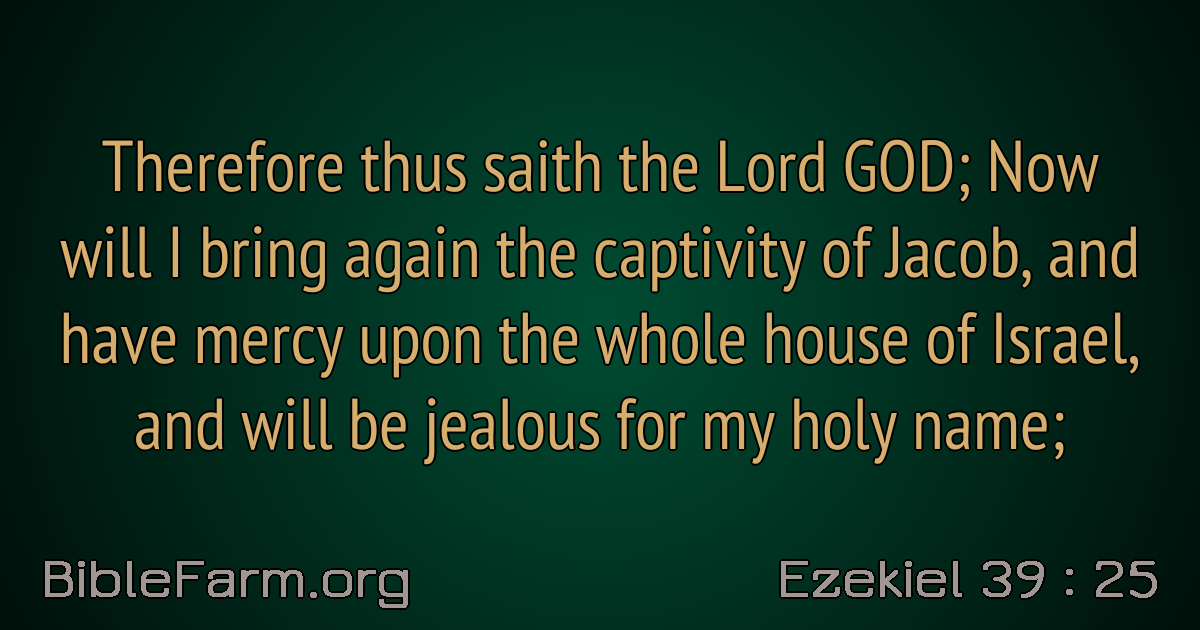 Therefore thus saith the Lord GOD; Now
will I bring again the captivity of Jacob, and
have mercy upon the whole house of Israel,
and will be jealous for my holy name;
BibleFarm.org
Ezekiel 39 : 25